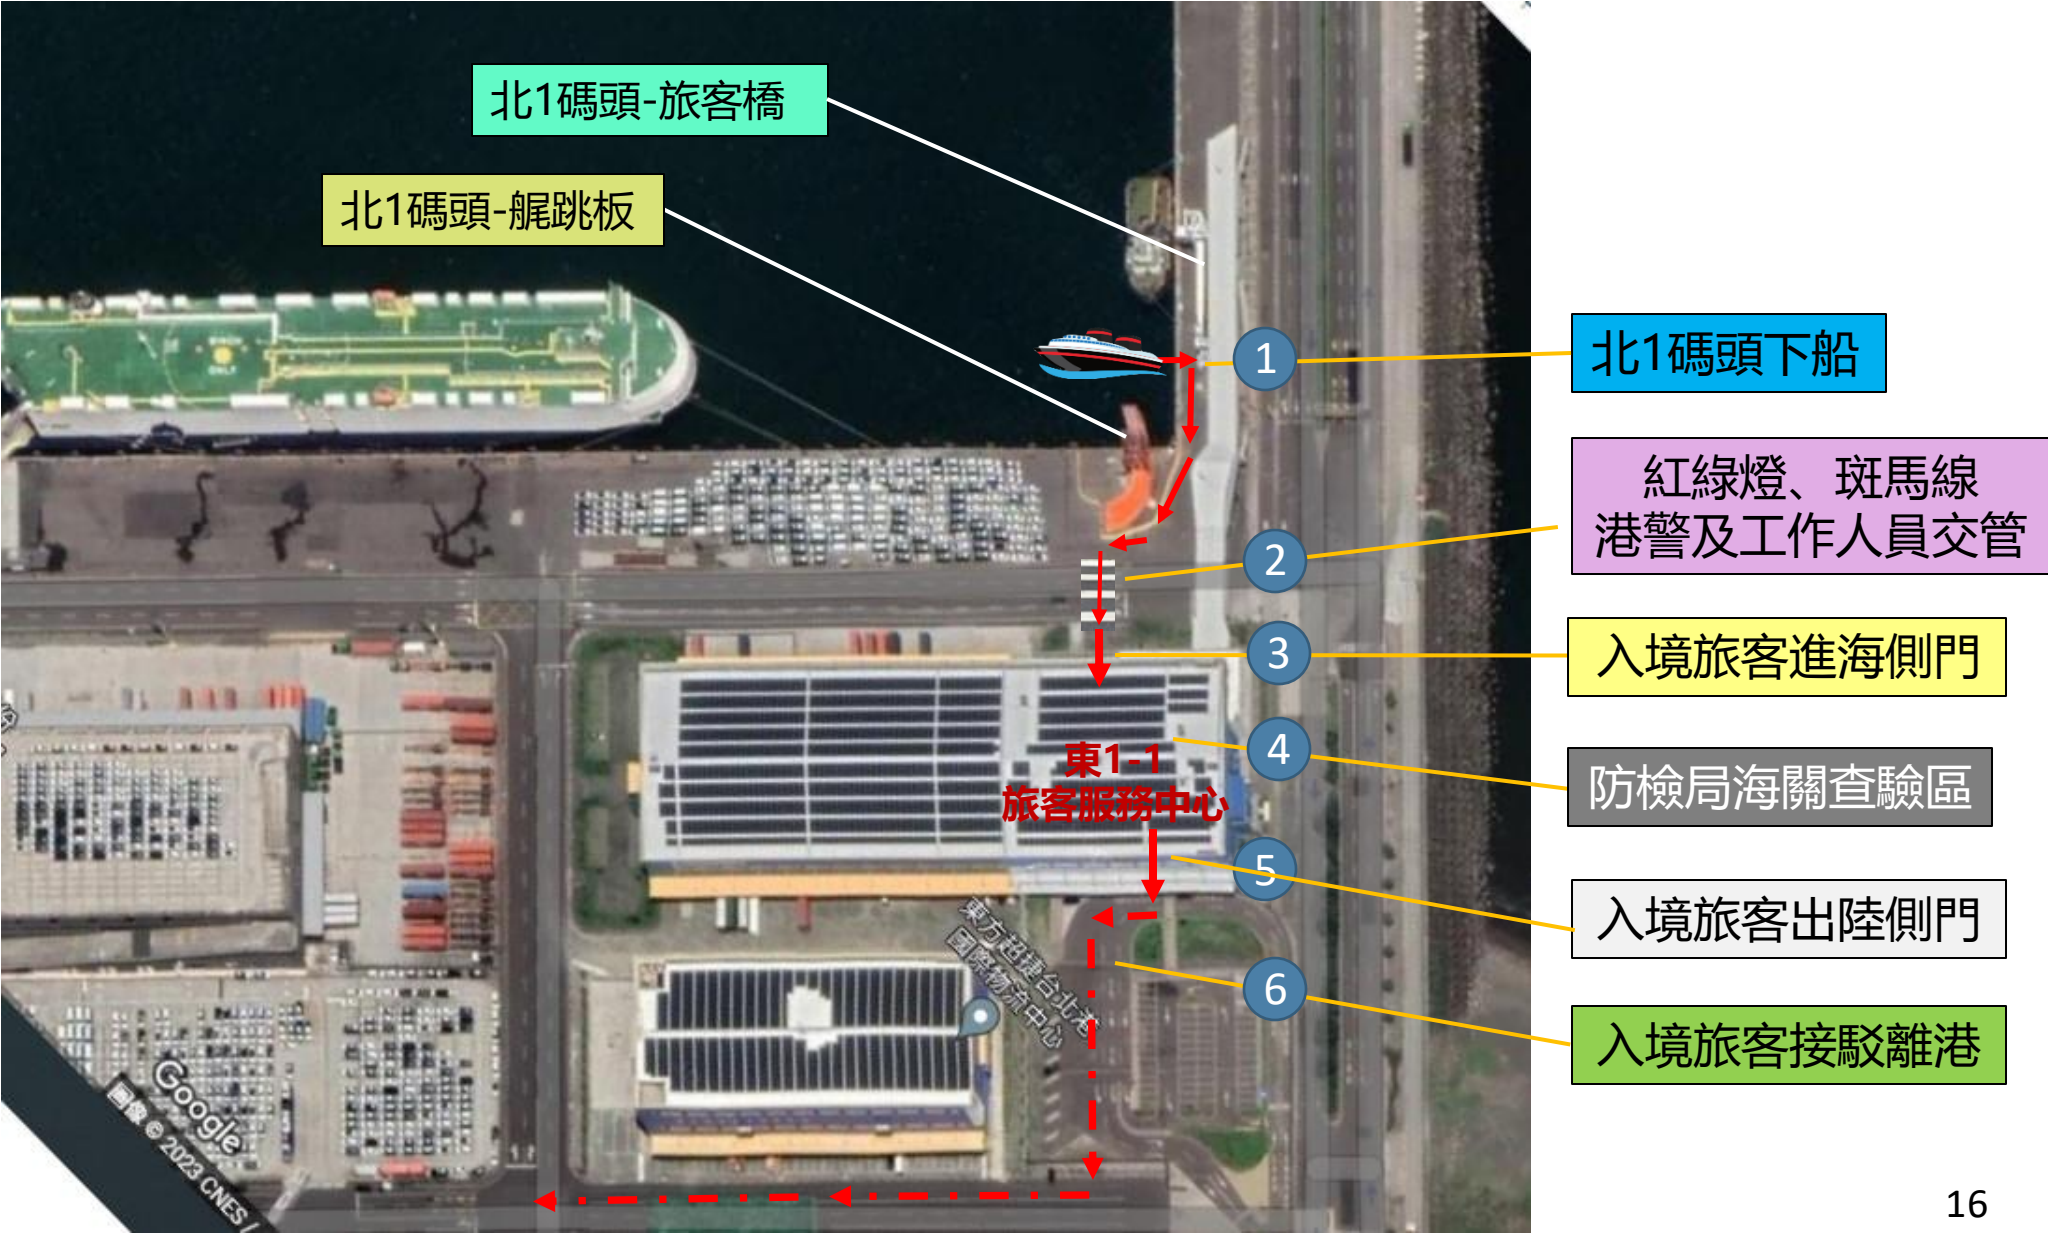 北1碼頭-旅客橋
北1碼頭-艉跳板
1
北1碼頭下船
紅綠燈、斑馬線
港警及工作人員交管
2
3
入境旅客進海側門
4
防檢局海關查驗區
東1-1
旅客服務中心
5
入境旅客出陸側門
東方超捷台北港
國際物流中心
6
入境旅客接駁離港
Google
圖像 © 2023 CNES /
16